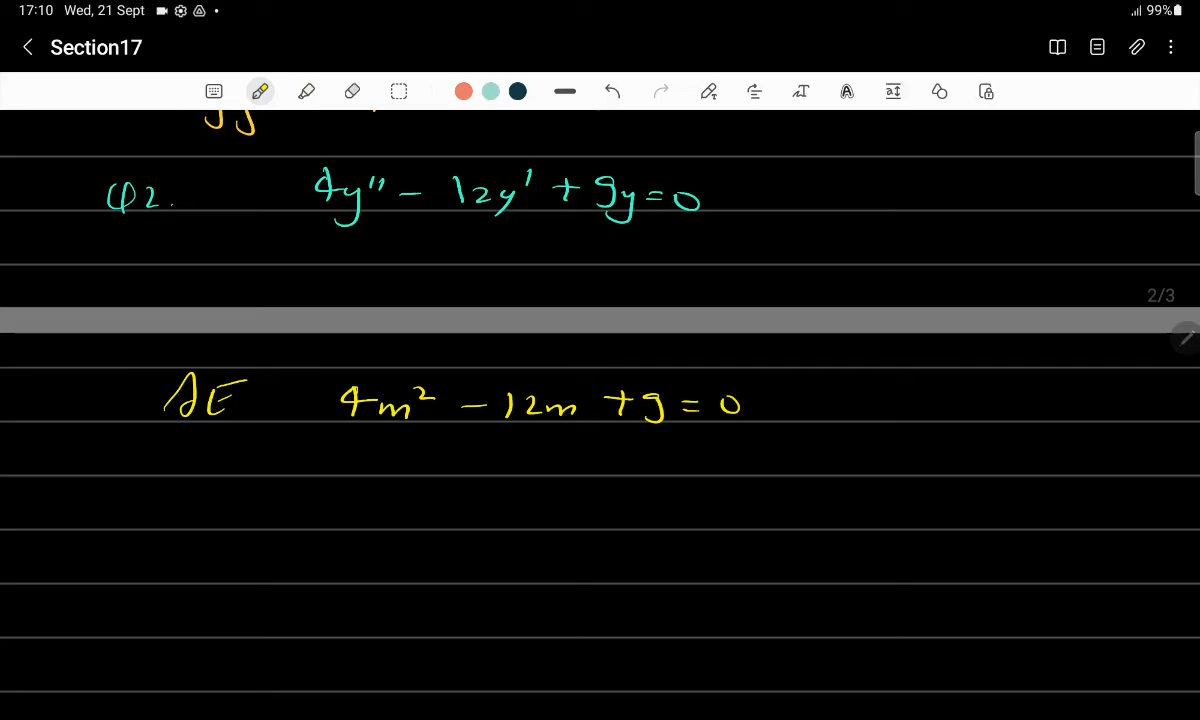 17:10 Wed, 21 Sept 99%
Section17
Q2. 4y'' - 12y' + 9y = 0
2/3
AE 4m² - 12m + 9 = 0